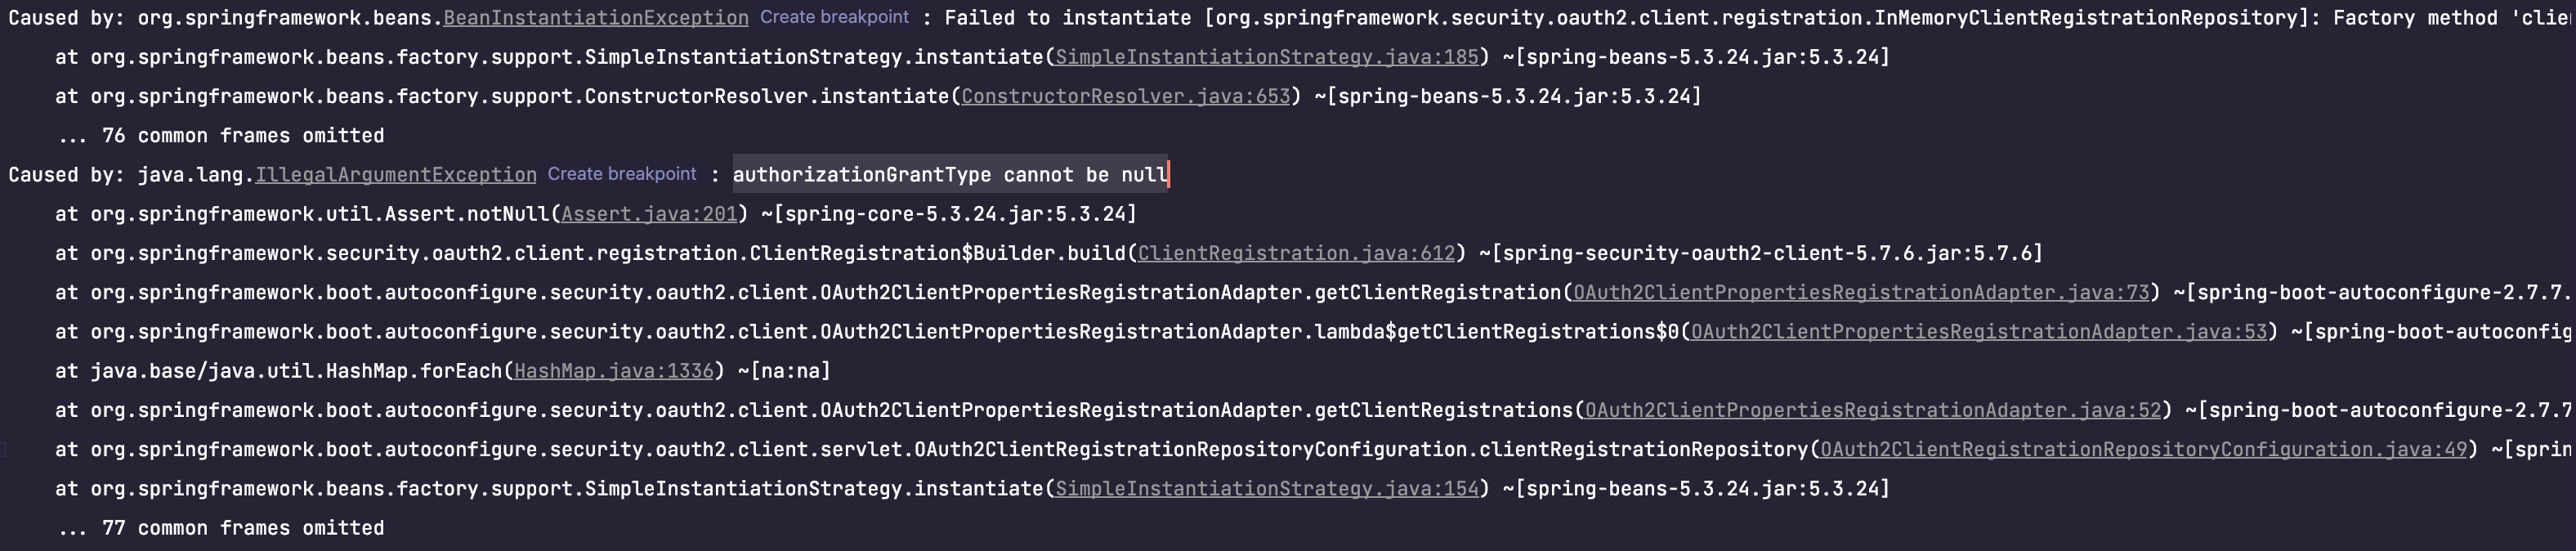 Caused by: org.springframework.beans.BeanInstantiationException Create breakpoint : Failed to instantiate [org.springframework.security.oauth2.client.registration.InMemoryClientRegistrationRepository]: Factory method 'clie
at org.springframework.beans.factory.support.SimpleInstantiationStrategy.instantiate(SimpleInstantiationStrategy.java:185) ~[spring-beans-5.3.24.jar:5.3.24]
at org.springframework.beans.factory.support.ConstructorResolver.instantiate(ConstructorResolver.java:653) ~[spring-beans-5.3.24.jar:5.3.24]
... 76 common frames omitted
Caused by: java.lang.IllegalArgumentException Create breakpoint : authorizationGrantType cannot be null
at org.springframework.util.Assert.notNull(Assert.java:201) ~[spring-core-5.3.24.jar:5.3.24]
at org.springframework.security.oauth2.client.registration.ClientRegistration$Builder.build(ClientRegistration.java:612) ~[spring-security-oauth2-client-5.7.6.jar:5.7.6]
at org.springframework.boot.autoconfigure.security.oauth2.client.OAuth2ClientPropertiesRegistrationAdapter.getClientRegistration(OAuth2ClientPropertiesRegistrationAdapter.java:73) ~[spring-boot-autoconfigure-2.7.7.
at org.springframework.boot.autoconfigure.security.oauth2.client.OAuth2ClientPropertiesRegistrationAdapter.lambda$getClientRegistrations$0(OAuth2ClientPropertiesRegistrationAdapter.java:53) ~[spring-boot-autoconfig
at java.base/java.util.HashMap.forEach(HashMap.java:1336) ~[na:na]
at org.springframework.boot.autoconfigure.security.oauth2.client.OAuth2ClientPropertiesRegistrationAdapter.getClientRegistrations(OAuth2ClientPropertiesRegistrationAdapter.java:52) ~[spring-boot-autoconfigure-2.7.7
at org.springframework.boot.autoconfigure.security.oauth2.client.servlet.OAuth2ClientRegistrationRepositoryConfiguration.clientRegistrationRepository(OAuth2ClientRegistrationRepositoryConfiguration.java:49) ~[sprin
at org.springframework.beans.factory.support.SimpleInstantiationStrategy.instantiate(SimpleInstantiationStrategy.java:154) ~[spring-beans-5.3.24.jar:5.3.24]
... 77 common frames omitted